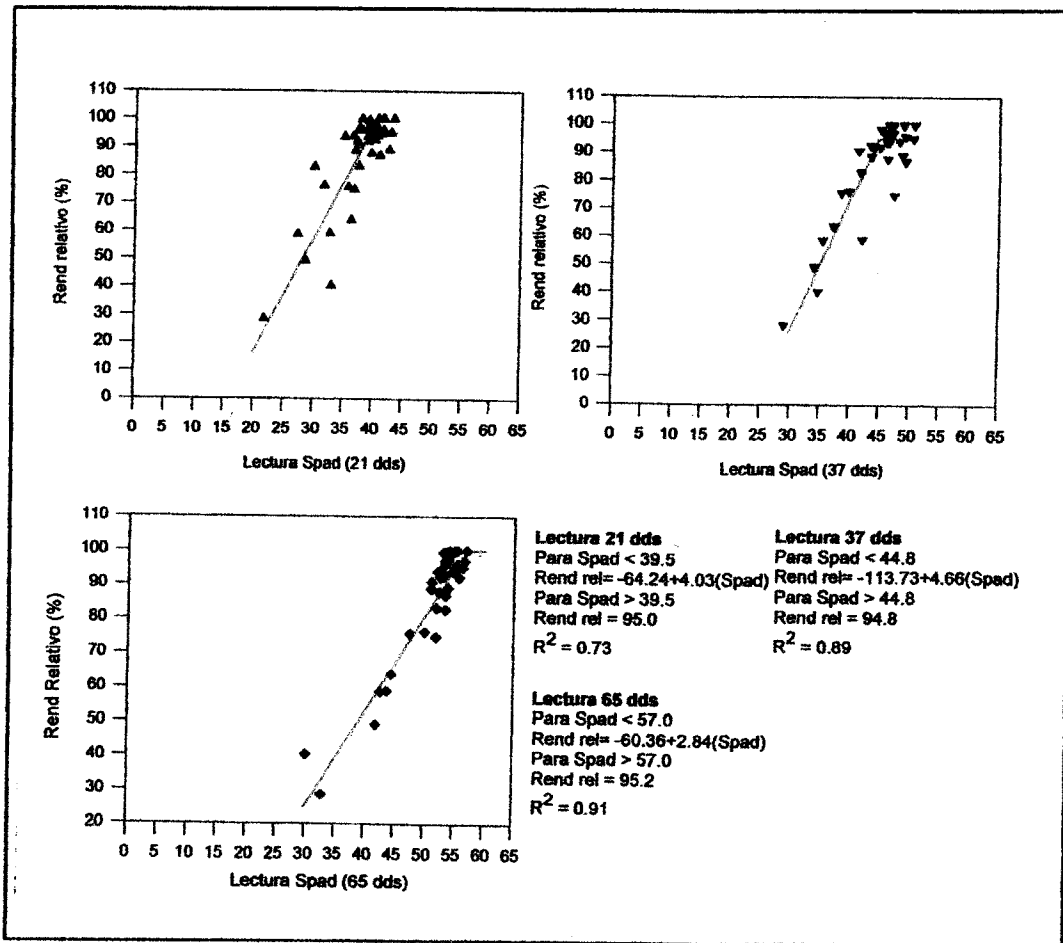 110
100
90
80
70
60
50
40
30
20
10
0
Rend relativo (%)
0 5 10 15 20 25 30 35 40 45 50 55 60 65
Lectura Spad (21 dds)
110
100
90
80
70
60
50
40
30
20
10
0
Rend relativo (%)
0 5 10 15 20 25 30 35 40 45 50 55 60 65
Lectura Spad (37 dds)
110
100
90
80
70
60
50
40
30
20
Rend Relativo (%)
0 5 10 15 20 25 30 35 40 45 50 55 60 65
Lectura Spad (65 dds)
Lectura 21 dds
Para Spad < 39.5
Rend rel= -64.24+4.03(Spad)
Para Spad > 39.5
Rend rel = 95.0
R² = 0.73
Lectura 37 dds
Para Spad < 44.8
Rend rel= -113.73+4.66(Spad)
Para Spad > 44.8
Rend rel = 94.8
R² = 0.89
Lectura 65 dds
Para Spad < 57.0
Rend rel= -60.36+2.84(Spad)
Para Spad > 57.0
Rend rel = 95.2
R² = 0.91